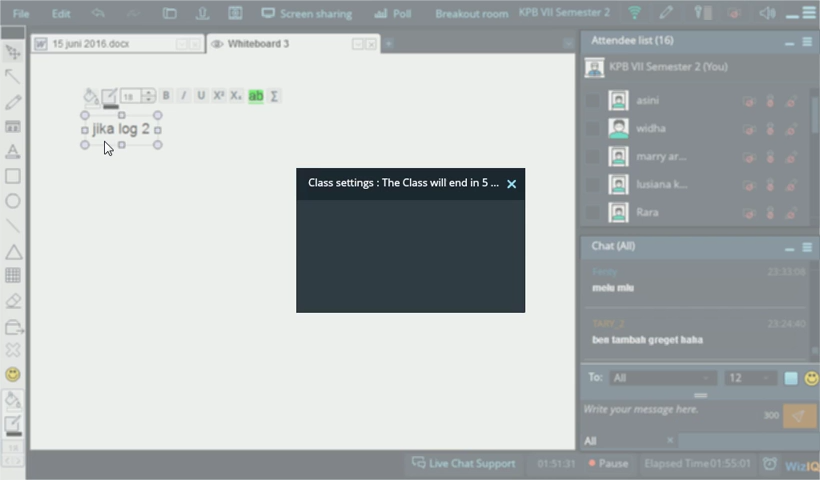 File Edit Screen sharing Poll Breakout room KPB VII Semester 2
15 juni 2016.docx Whiteboard 3
18 B I U X² X₂ ab Σ
jika log 2
Class settings : The Class will end in 5 ...
Attendee list (16)
KPB VII Semester 2 (You)
asini
widha
marry ar...
lusiana k...
Rara
Chat (All)
23:33:08
melu mlu
TARY_2 23:24:40
ben tambah greget haha
To: All 12
Write your message here. 300
All
Live Chat Support 01:51:31 Pause Elapsed Time 01:55:01 WizIQ